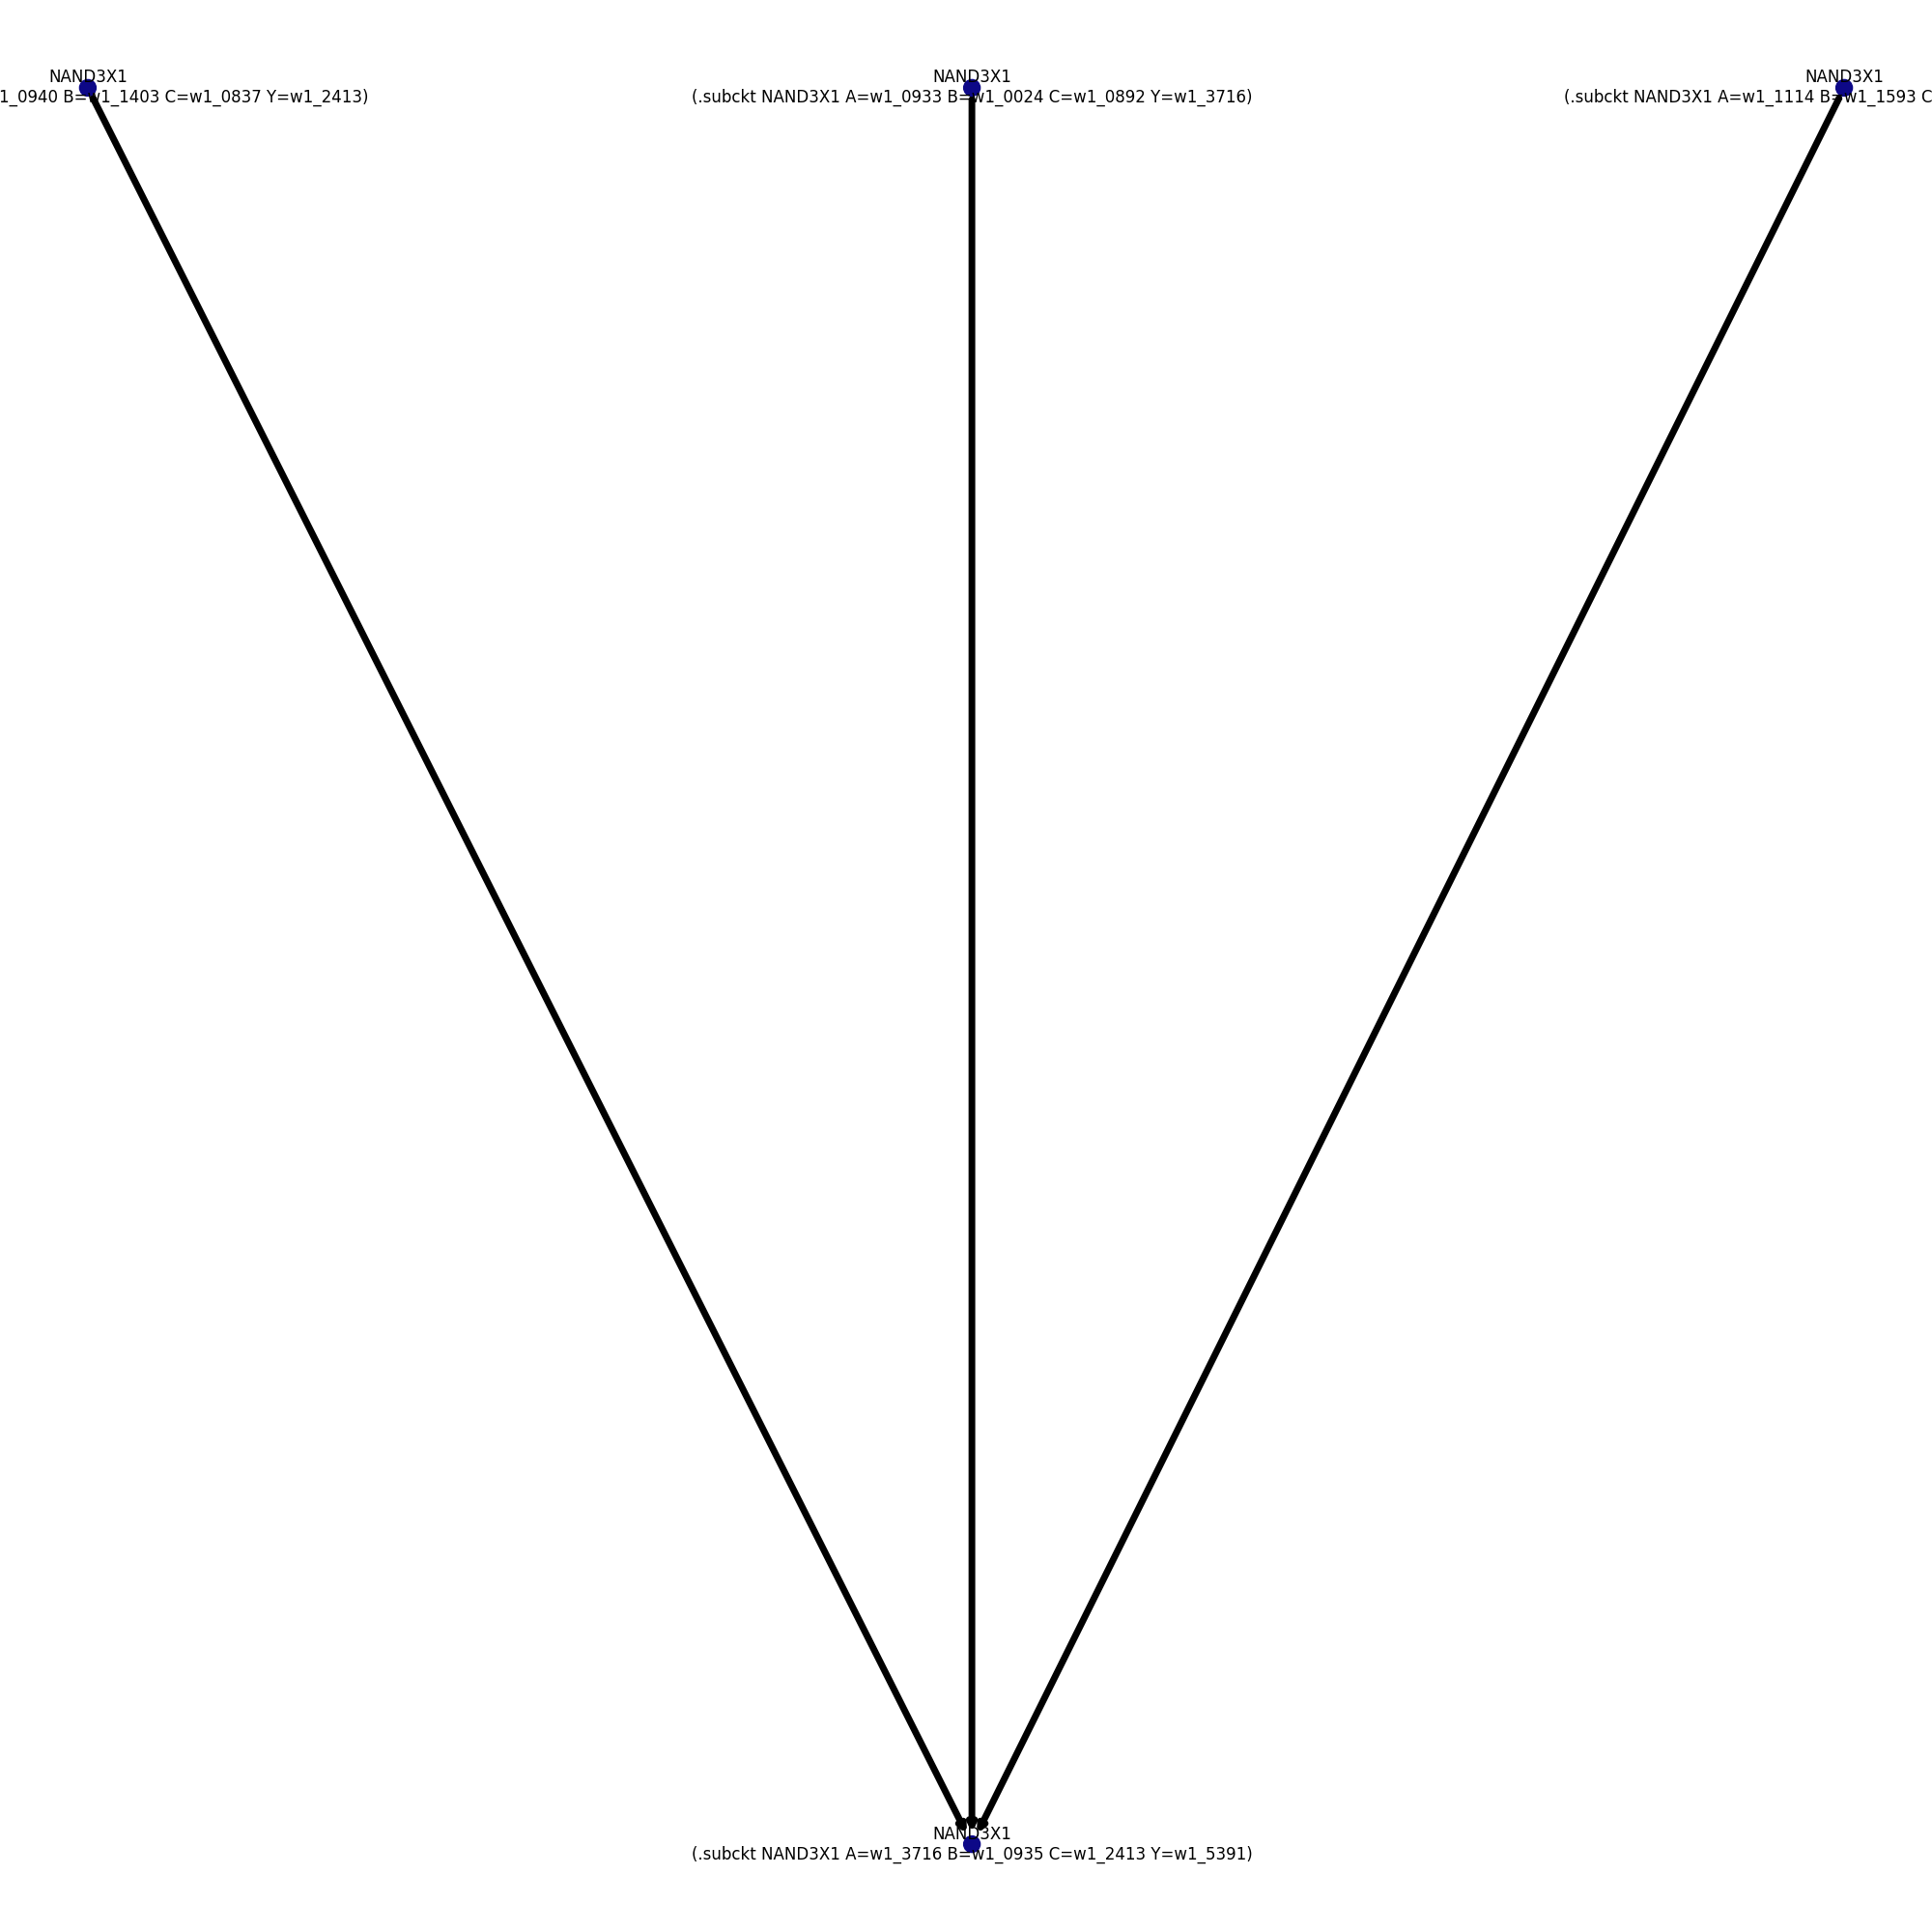 NAND3X1
1_0940 B=w1_1403 C=w1_0837 Y=w1_2413)
NAND3X1
(.subckt NAND3X1 A=w1_0933 B=w1_0024 C=w1_0892 Y=w1_3716)
NAND3X1
(.subckt NAND3X1 A=w1_1114 B=w1_1593 C
NAND3X1
(.subckt NAND3X1 A=w1_3716 B=w1_0935 C=w1_2413 Y=w1_5391)